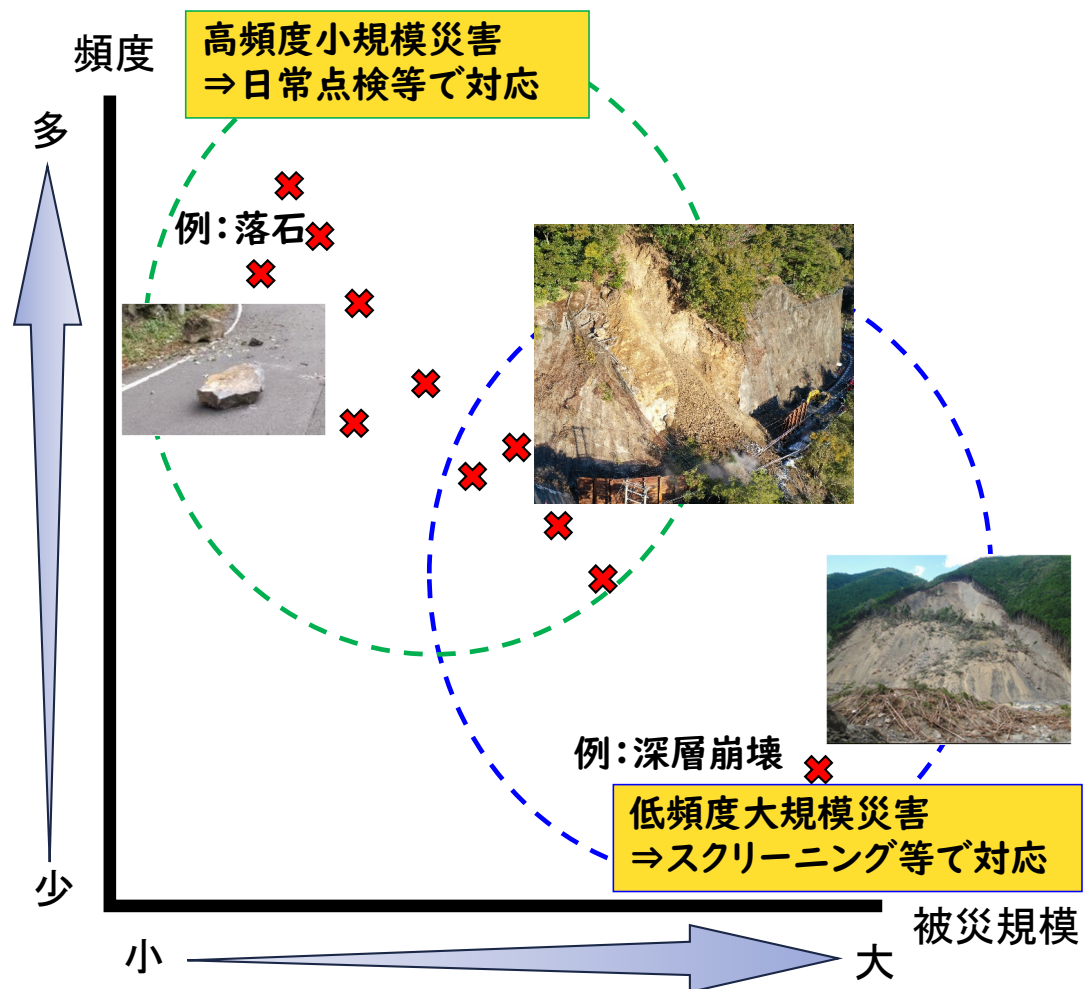 頻度
高頻度小規模災害
⇒日常点検等で対応
多
例：落石
例：深層崩壊
低頻度大規模災害
⇒スクリーニング等で対応
少
被災規模
小
大